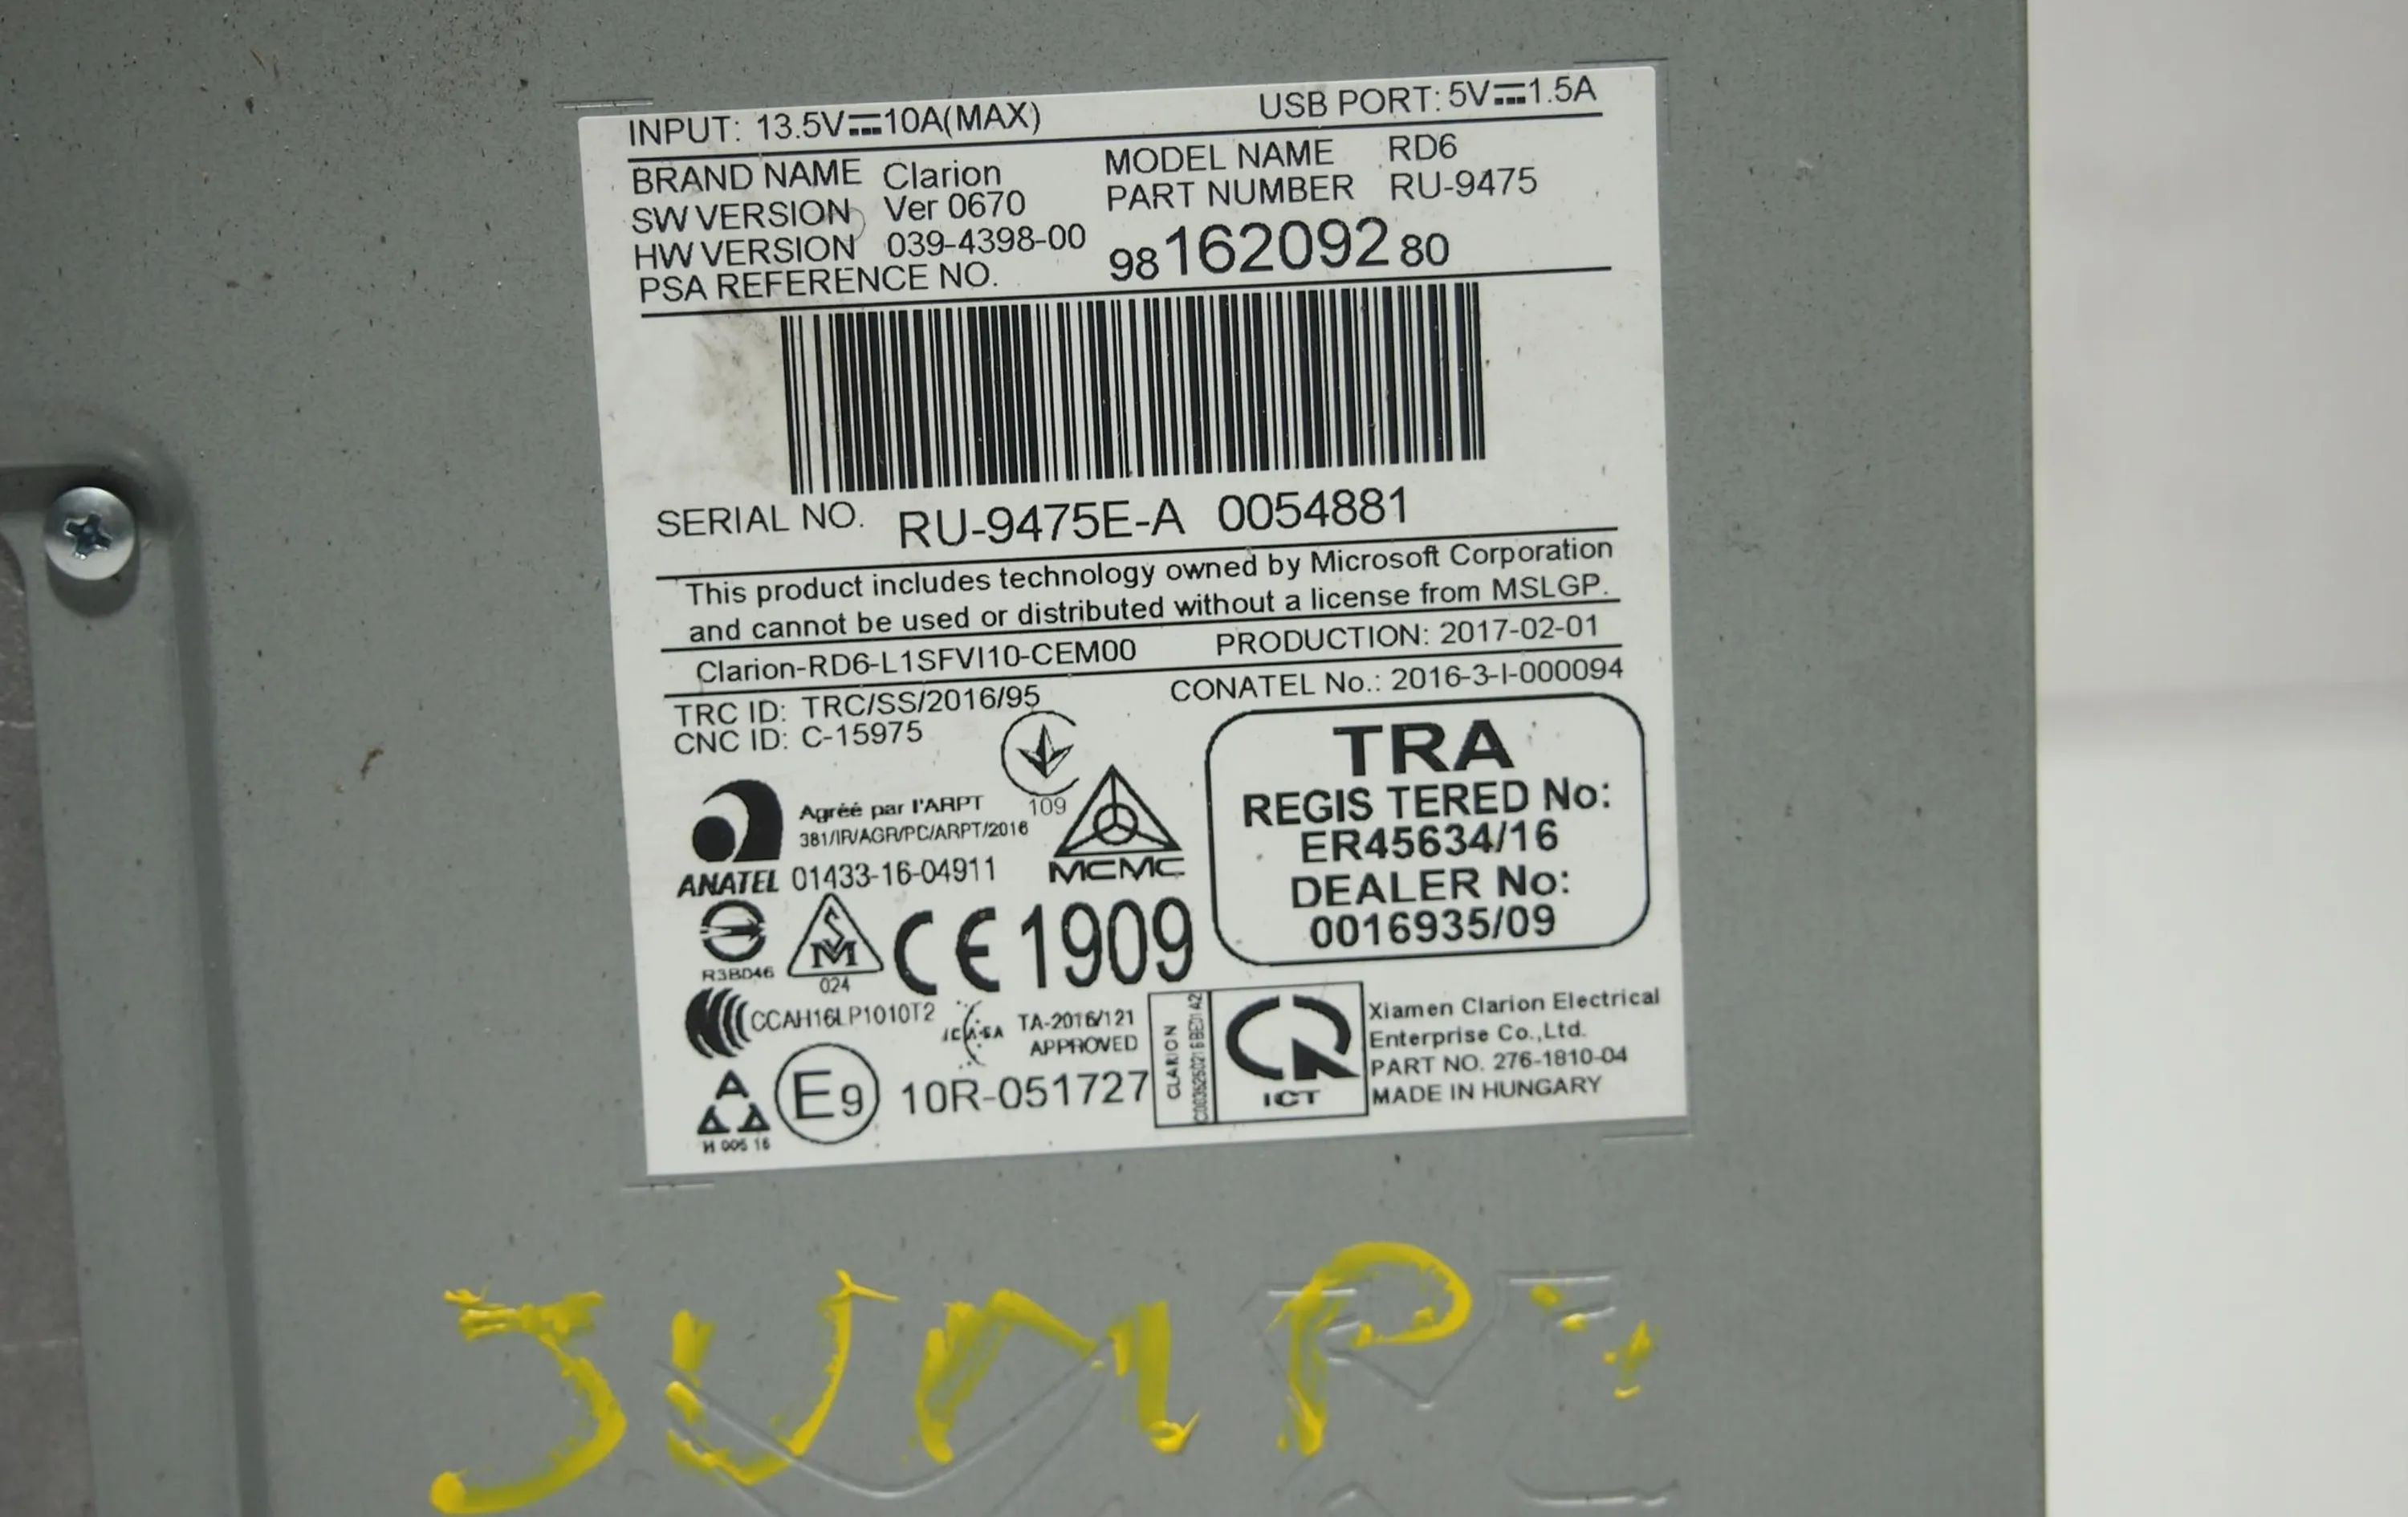 INPUT: 13.5V⎓10A(MAX) USB PORT: 5V⎓1.5A
BRAND NAME Clarion MODEL NAME RD6
SW VERSION Ver 0670 PART NUMBER RU-9475
HW VERSION 039-4398-00
PSA REFERENCE NO. 9816209280
SERIAL NO. RU-9475E-A 0054881
This product includes technology owned by Microsoft Corporation
and cannot be used or distributed without a license from MSLGP.
Clarion-RD6-L1SFVI10-CEM00 PRODUCTION: 2017-02-01
TRC ID: TRC/SS/2016/95 CONATEL No.: 2016-3-I-000094
CNC ID: C-15975
109
Agréé par l'ARPT
381/IR/AGR/PC/ARPT/2016
ANATEL 01433-16-04911
MCMC
TRA
REGIS TERED No:
ER45634/16
DEALER No:
0016935/09
R3BD46
SM
024
CE 1909
CCAH16LP1010T2
ICASA TA-2016/121
APPROVED
H 005 16
E9 10R-051727
CLARION
ICT
Xiamen Clarion Electrical
Enterprise Co.,Ltd.
PART NO. 276-1810-04
MADE IN HUNGARY
JUMP